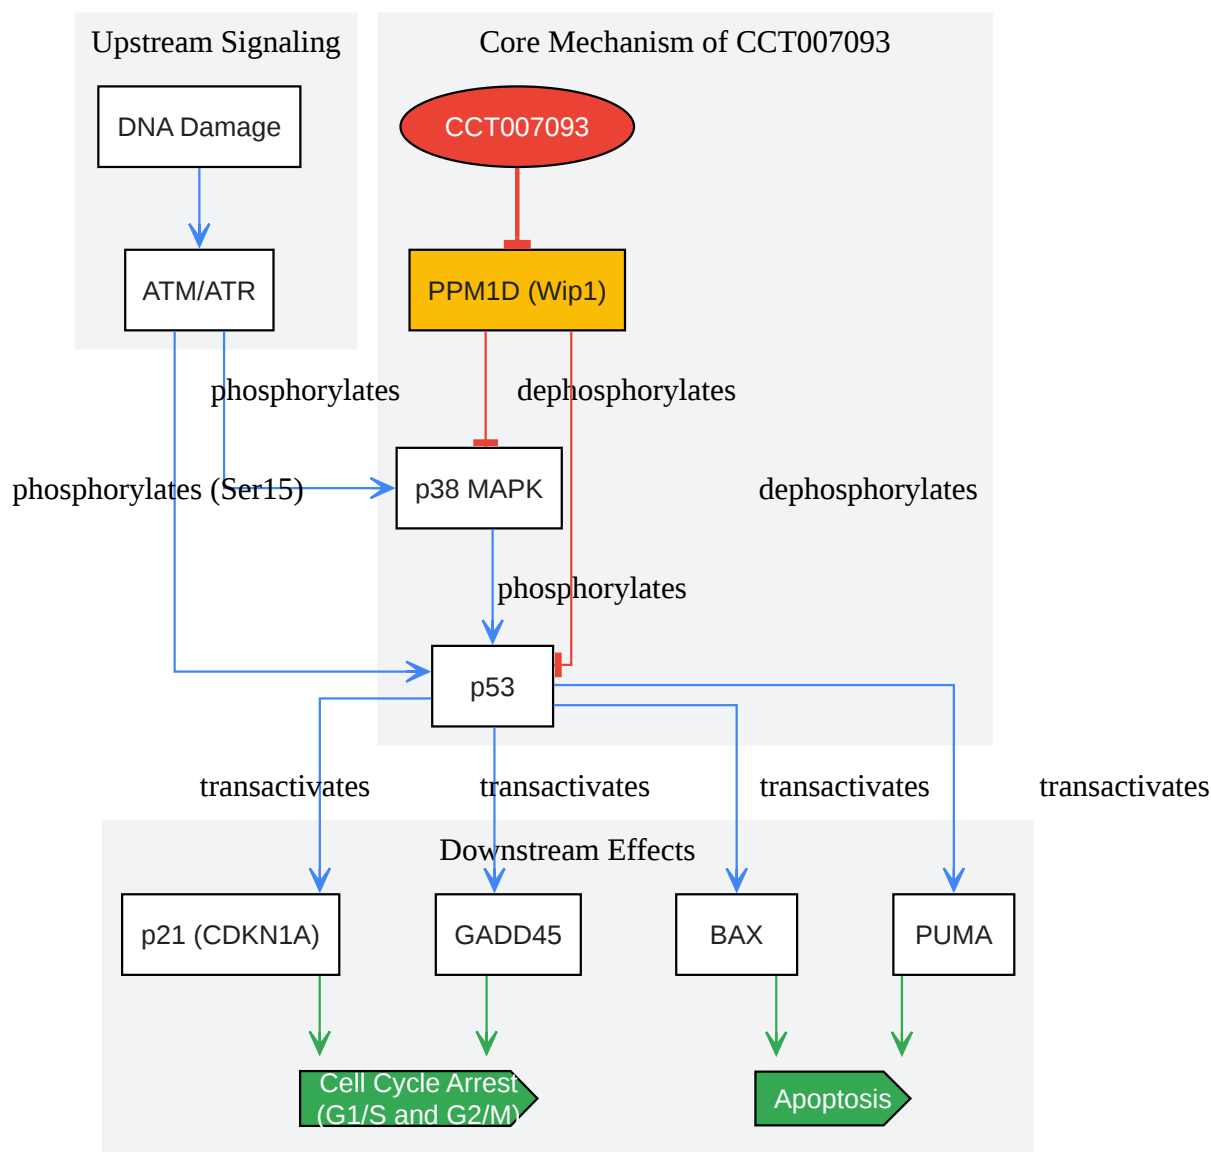 Upstream Signaling
Core Mechanism of CCT007093
DNA Damage
CCT007093
ATM/ATR
PPM1D (Wip1)
phosphorylates
dephosphorylates
phosphorylates (Ser15)
p38 MAPK
dephosphorylates
phosphorylates
p53
transactivates
transactivates
transactivates
transactivates
Downstream Effects
p21 (CDKN1A)
GADD45
BAX
PUMA
Cell Cycle Arrest
(G1/S and G2/M)
Apoptosis